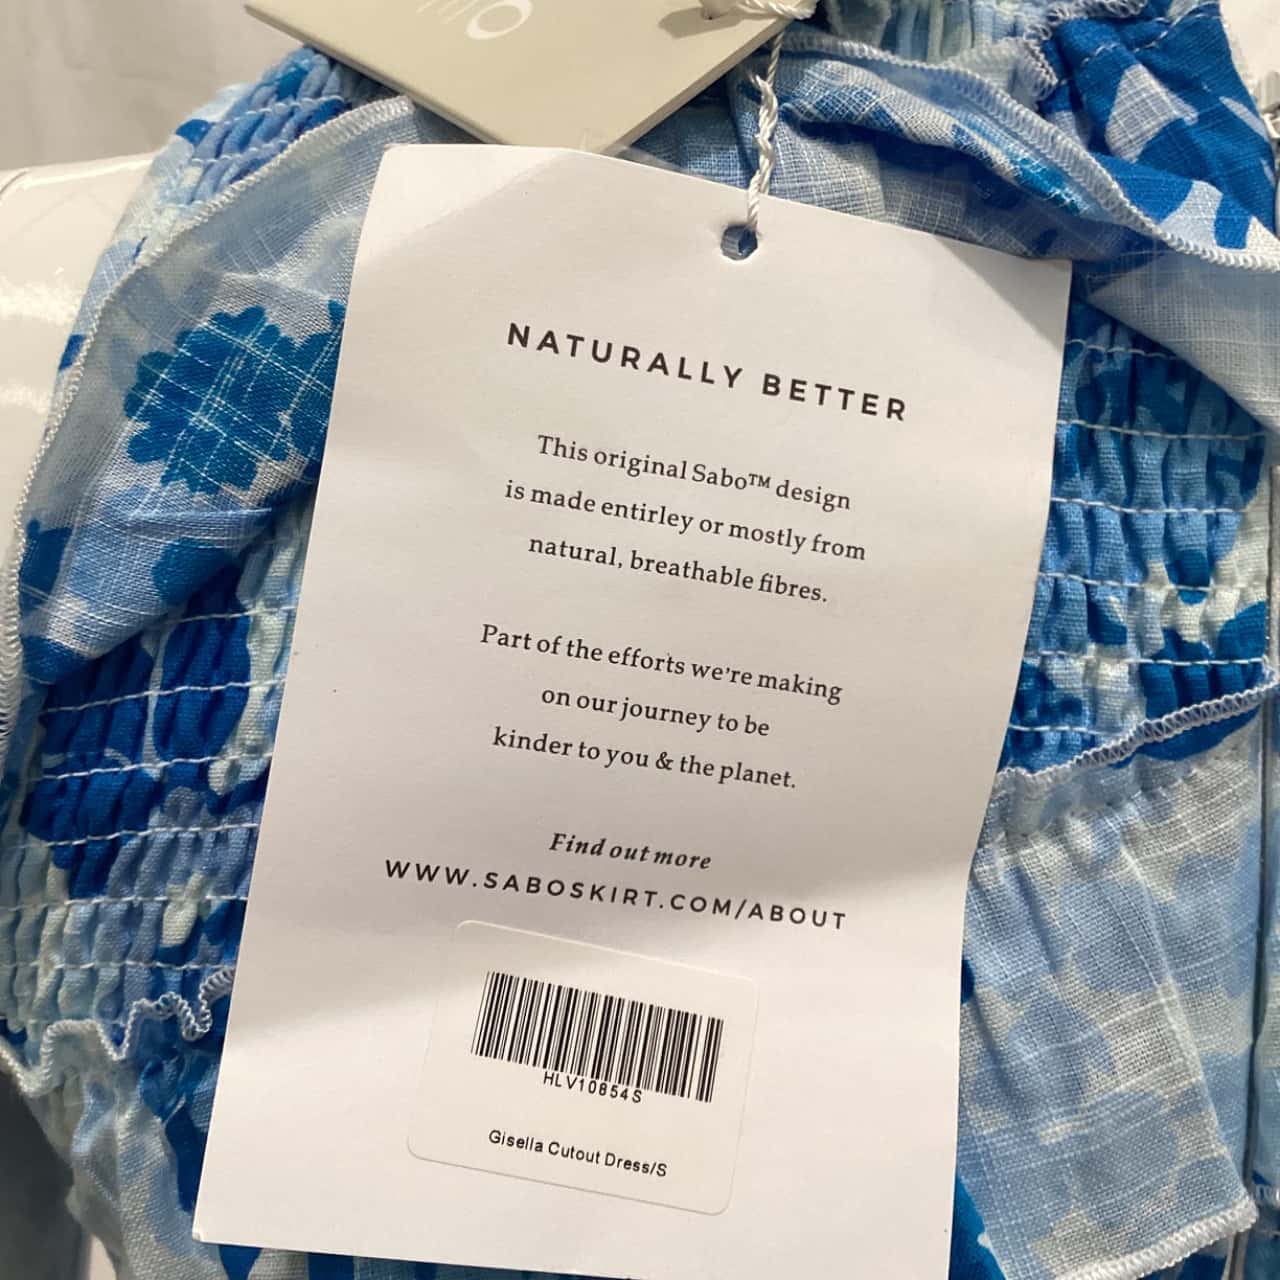 NATURALLY BETTER
This original Sabo™ design
is made entirley or mostly from
natural, breathable fibres.
Part of the efforts we're making
on our journey to be
kinder to you & the planet.
Find out more
WWW.SABOSKIRT.COM/ABOUT
HLV10854S
Gisella Cutout Dress/S